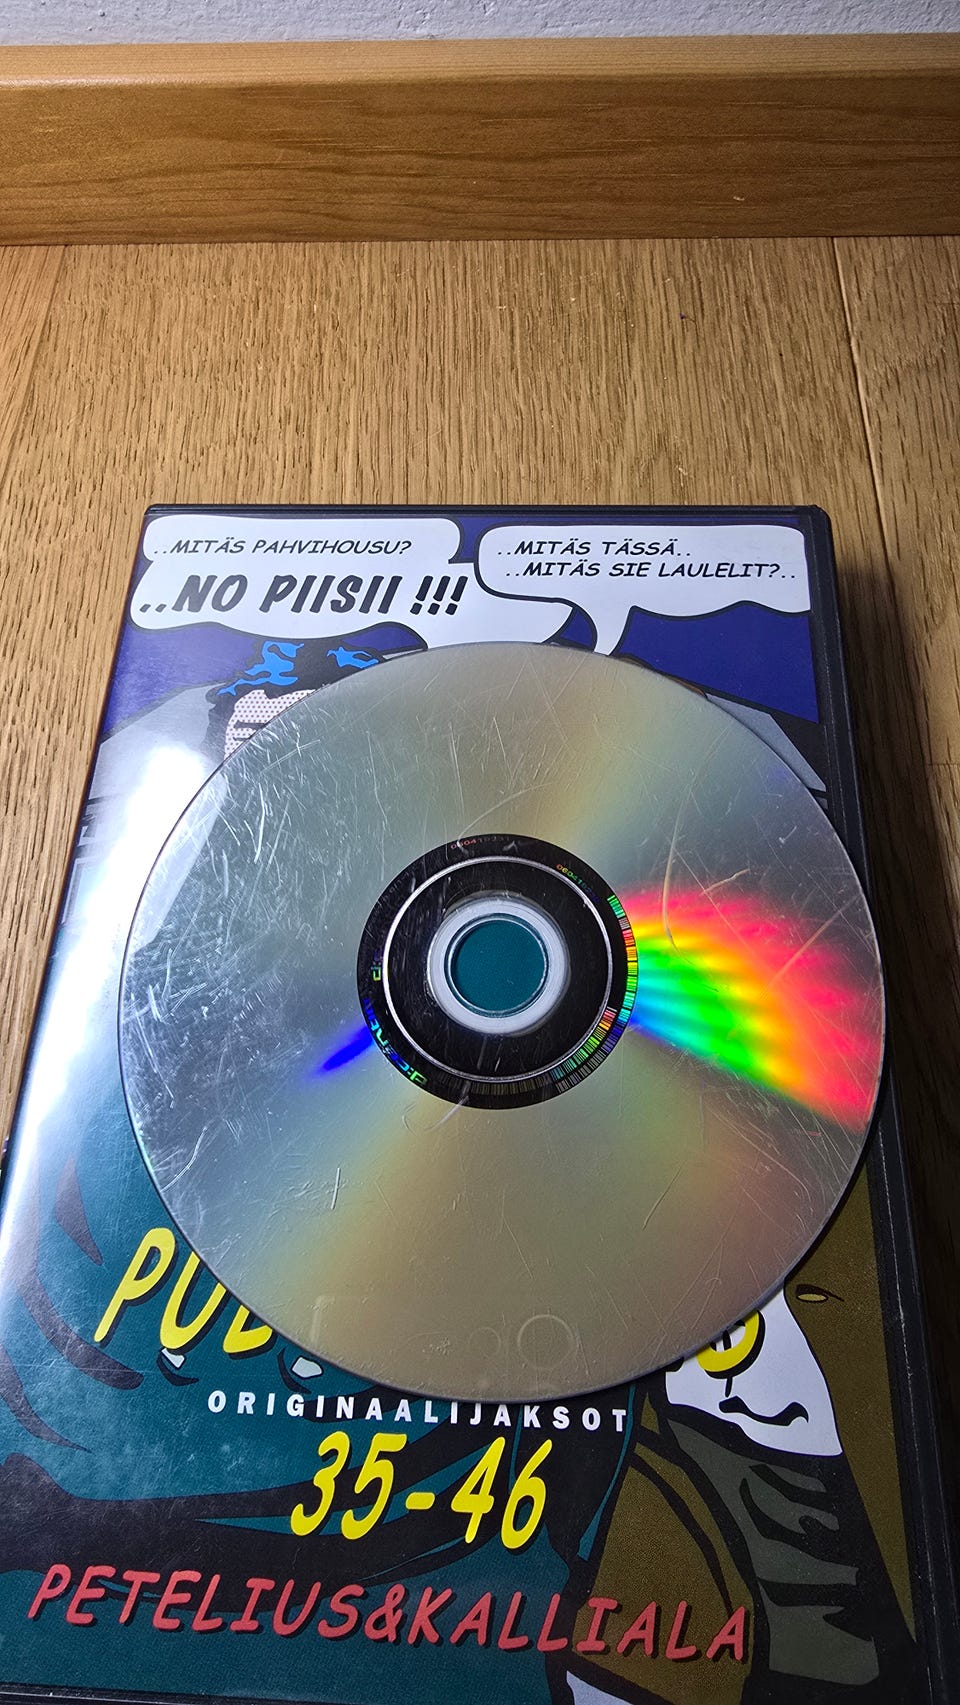 ..MITÄS PAHVIHOUSU?
..NO PIISII !!!
..MITÄS TÄSSÄ..
..MITÄS SIE LAULELIT?..
ORIGINAALIJAKSOT
35-46
PETELIUS&KALLIALA